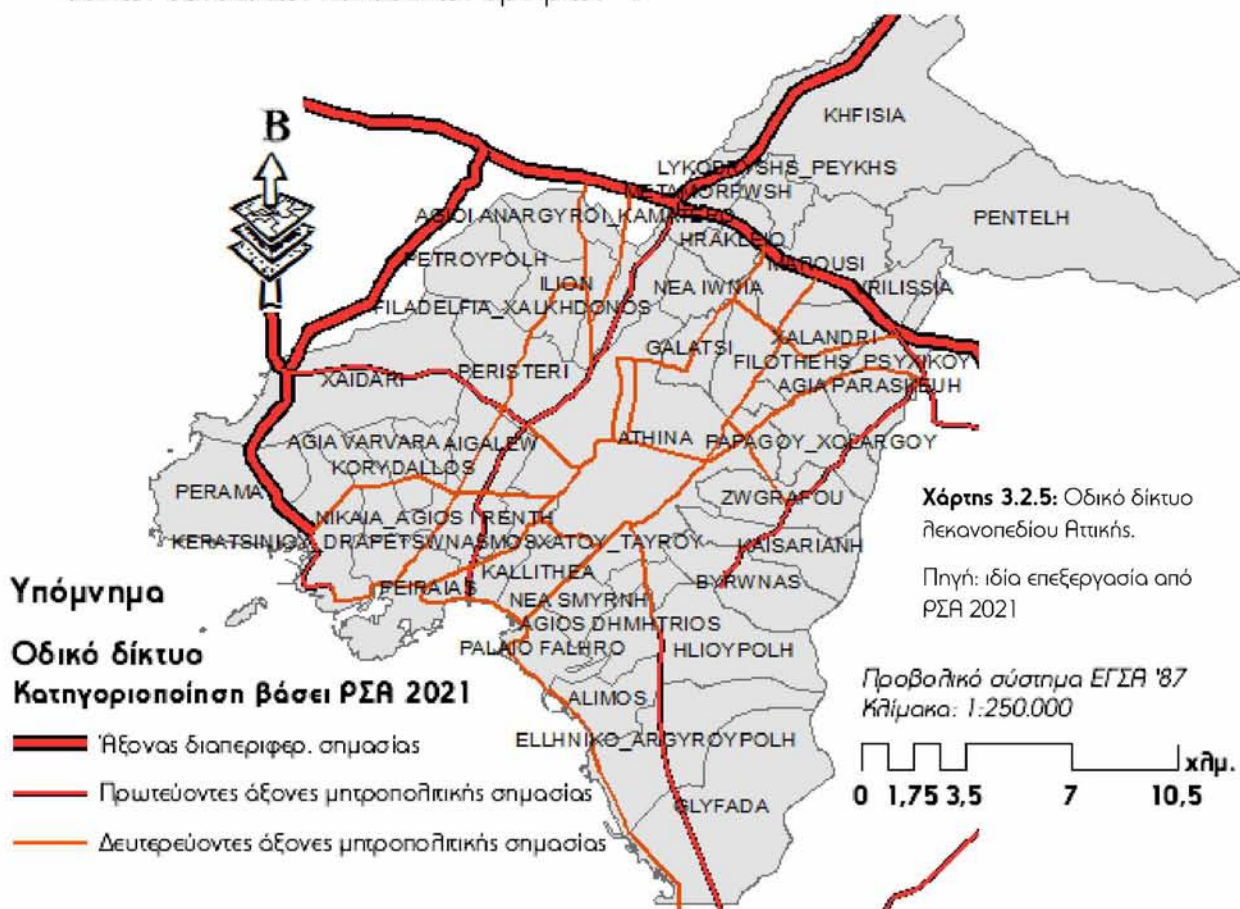 B
KHFISIA
LYKOBRYSHS_PEYKHS
METAMORFWSH
PENTELH
AGIOI ANARGYROI_KAMATERO
HRAKLEIO
PETROYPOLH
MAROUSI
ILION
NEA IWNIA
VRILISSIA
FILADELFIA_XALKHDONOS
XALANDRI
GALATSI
FILOTHEHS_PSYXIKOY
XAIDARI
PERISTERI
AGIA PARASKEUH
AGIA VARVARA
AIGALEW
ATHINA
PAPAGOY_XOLARGOY
KORYDALLOS
PERAMA
ZWGRAFOU
NIKAIA_AGIOS I RENTH
KERATSINIOY_DRAPETSWNAS
MOSXATOY_TAYROY
KAISARIANH
KALLITHEA
BYRWNAS
PEIRAIAS
NEA SMYRNH
AGIOS DHMHTRIOS
PALAIO FALHRO
HLIOYPOLH
ALIMOS
ELLHNIKO_ARGYROYPOLH
GLYFADA
Χάρτης 3.2.5: Οδικό δίκτυο
λεκανοπεδίου Αττικής.
Πηγή: ιδία επεξεργασία από
ΡΣΑ 2021
Προβολικό σύστημα ΕΓΣΑ '87
Κλίμακα: 1:250.000
χλμ.
0 1,75 3,5 7 10,5
Υπόμνημα
Οδικό δίκτυο
Κατηγοριοποίηση βάσει ΡΣΑ 2021
Άξονας διαπεριφερ. σημασίας
Πρωτεύοντες άξονες μητροπολιτικής σημασίας
Δευτερεύοντες άξονες μητροπολιτικής σημασίας